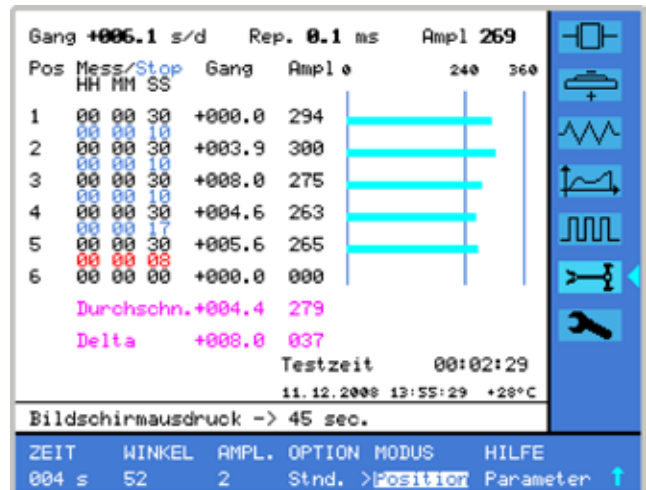 Gang +006.1 s/d Rep. 0.1 ms Ampl 269
Pos Mess/Stop Gang Ampl 0 240 360
HH MM SS
1 00 00 30 +000.0 294
00 00 10
2 00 00 30 +003.9 300
00 00 10
3 00 00 30 +008.0 275
00 00 10
4 00 00 30 +004.6 263
00 00 17
5 00 00 30 +005.6 265
00 00 08
6 00 00 00 +000.0 000
Durchschn.+004.4 279
Delta +008.0 037
Testzeit 00:02:29
11.12.2008 13:55:29 +28°C
Bildschirmausdruck -> 45 sec.
ZEIT WINKEL AMPL. OPTION MODUS HILFE
004 s 52 2 Stnd. >Position Parameter ↑